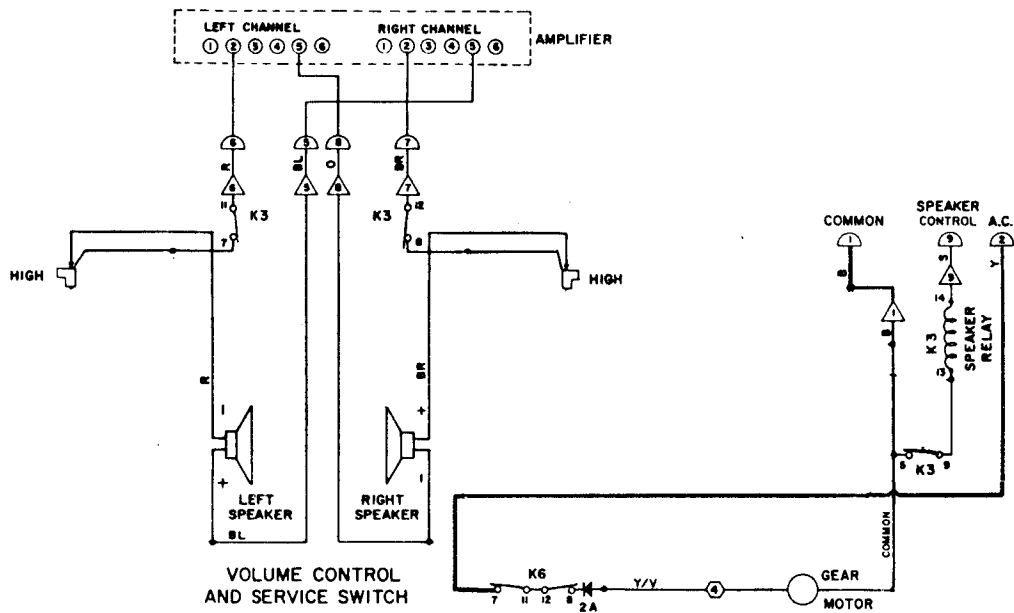 LEFT CHANNEL
1 2 3 4 5 6
RIGHT CHANNEL
1 2 3 4 5 6
AMPLIFIER
6 5 8 7
R BL O BR
6 5 8 7
11 K3 7
K3 12 8
HIGH
HIGH
R
BR
-
+
+
-
LEFT
SPEAKER
RIGHT
SPEAKER
BL
VOLUME CONTROL
AND SERVICE SWITCH
COMMON
1
SPEAKER
CONTROL
9
A.C.
2
B
S
Y
9
14
1
B
K3
SPEAKER
RELAY
13
5 9
K3
COMMON
K6
7 11 12 8
2A
Y/V
4
GEAR
MOTOR